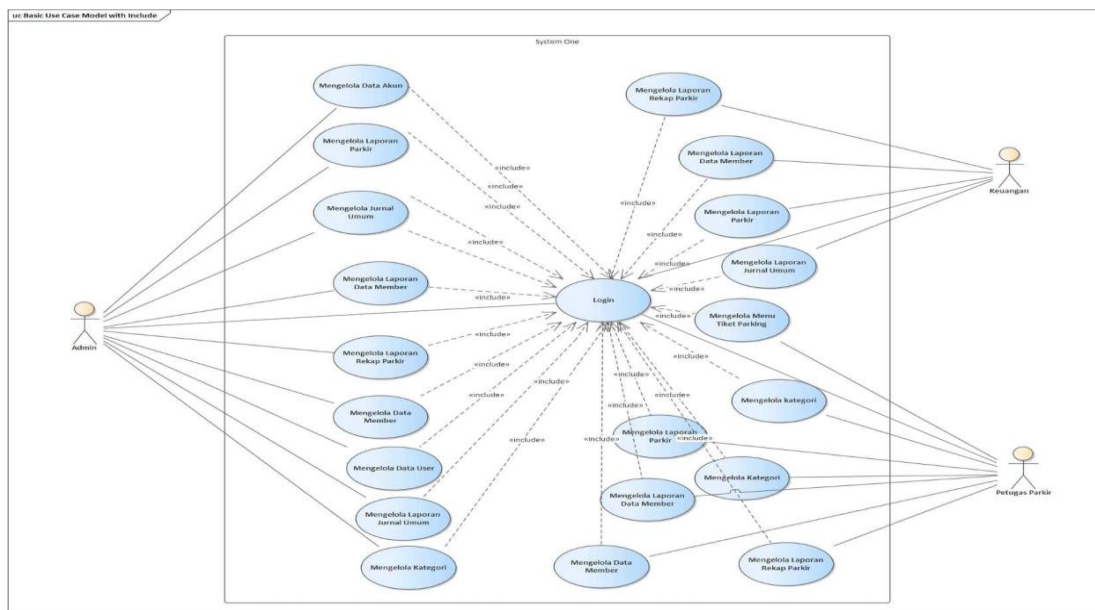 uc Basic Use Case Model with Include
System One
Mengelola Data Akun
Mengelola Laporan
Parkir
Mengelola Jurnal
Umum
Mengelola Laporan
Data Member
Mengelola Laporan
Rekap Parkir
Mengelola Data
Member
Mengelola Data User
Mengelola Laporan
Jurnal Umum
Mengelola Kategori
Admin
Login
«include»
«include»
«include»
«include»
«include»
«include»
«include»
«include»
«include»
«include»
Mengelola Laporan
Rekap Parkir
Mengelola Laporan
Data Member
Mengelola Laporan
Parkir
Mengelola Laporan
Jurnal Umum
Mengelola Menu
Tiket Parking
Mengelola kategori
Mengelola Laporan
Parkir
Mengelola Kategori
Mengelola Laporan
Data Member
Mengelola Data
Member
Mengelola Laporan
Rekap Parkir
«include»
«include»
«include»
«include»
«include»
«include»
«include»
«include»
«include»
«include»
«include»
Keuangan
Petugas Parkir